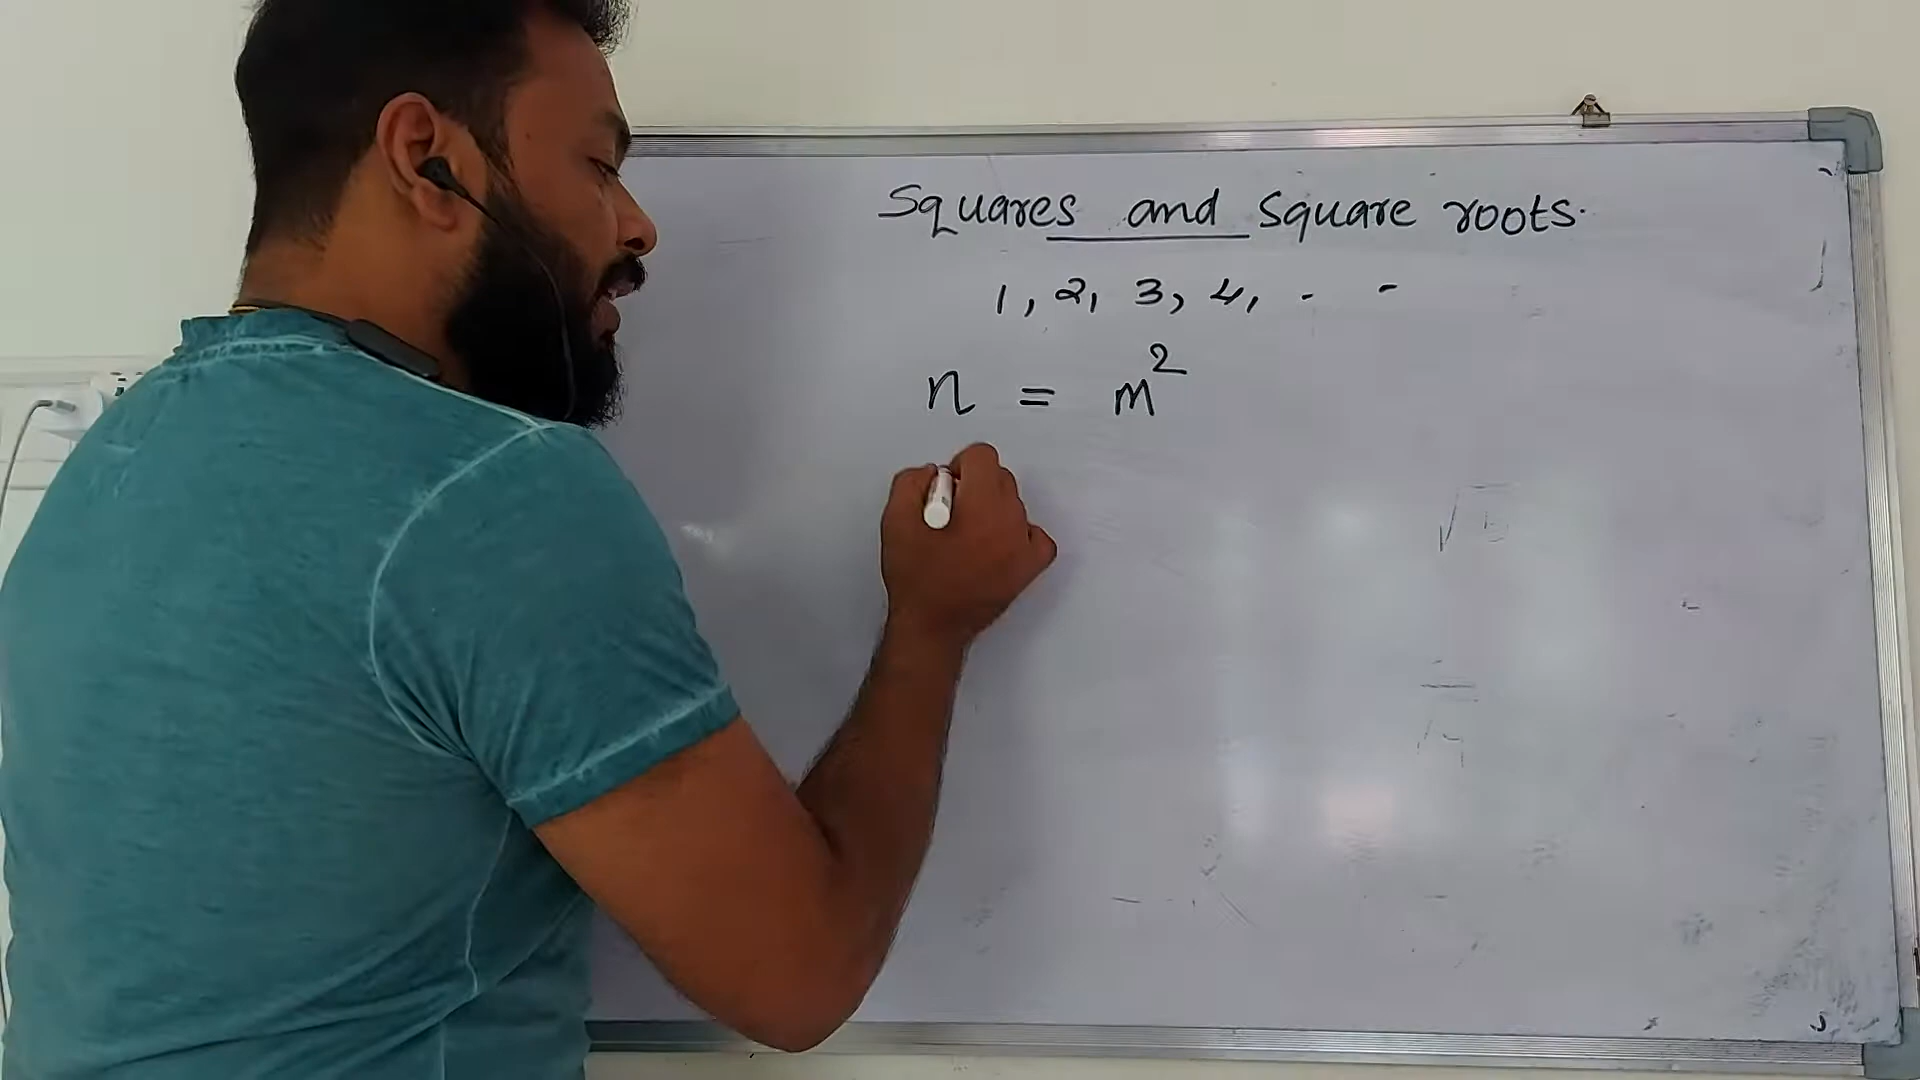 Squares and square roots.
1, 2, 3, 4, - -
n = m²